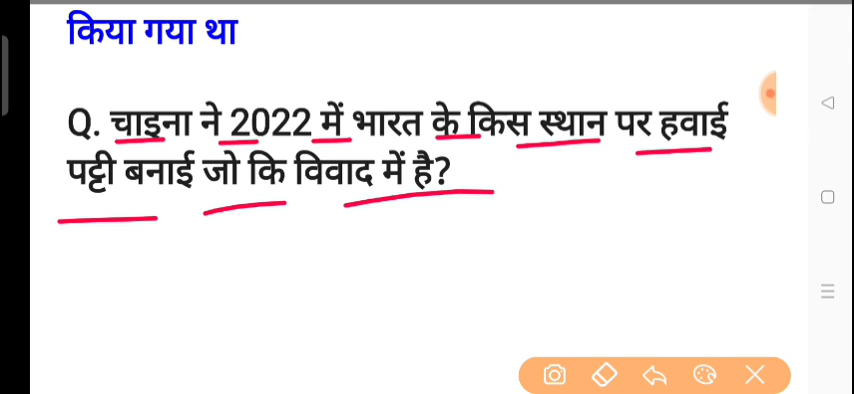 किया गया था
Q. चाइना ने 2022 में भारत के किस स्थान पर हवाई
पट्टी बनाई जो कि विवाद में है?